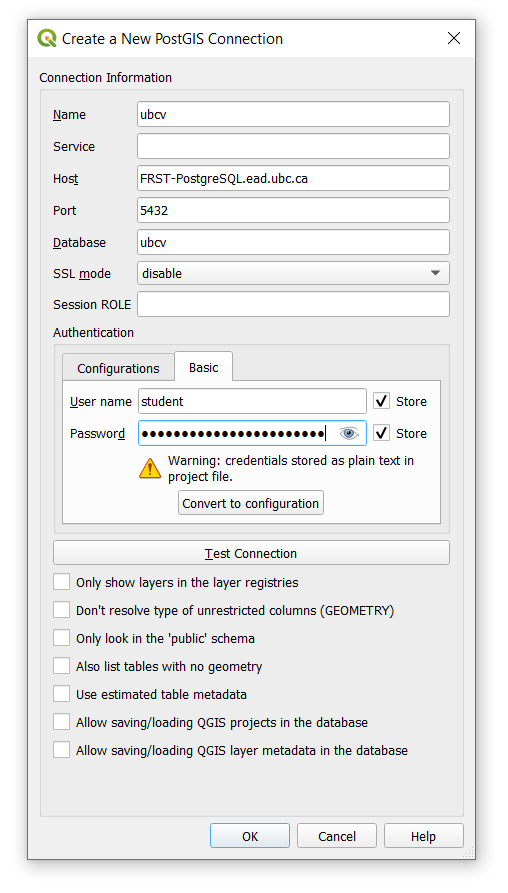 Create a New PostGIS Connection
Connection Information
Name ubcv
Service
Host FRST-PostgreSQL.ead.ubc.ca
Port 5432
Database ubcv
SSL mode disable
Session ROLE
Authentication
Configurations Basic
User name student Store
Password ●●●●●●●●●●●●●●●●●●●●●●● Store
Warning: credentials stored as plain text in
project file.
Convert to configuration
Test Connection
Only show layers in the layer registries
Don't resolve type of unrestricted columns (GEOMETRY)
Only look in the 'public' schema
Also list tables with no geometry
Use estimated table metadata
Allow saving/loading QGIS projects in the database
Allow saving/loading QGIS layer metadata in the database
OK Cancel Help